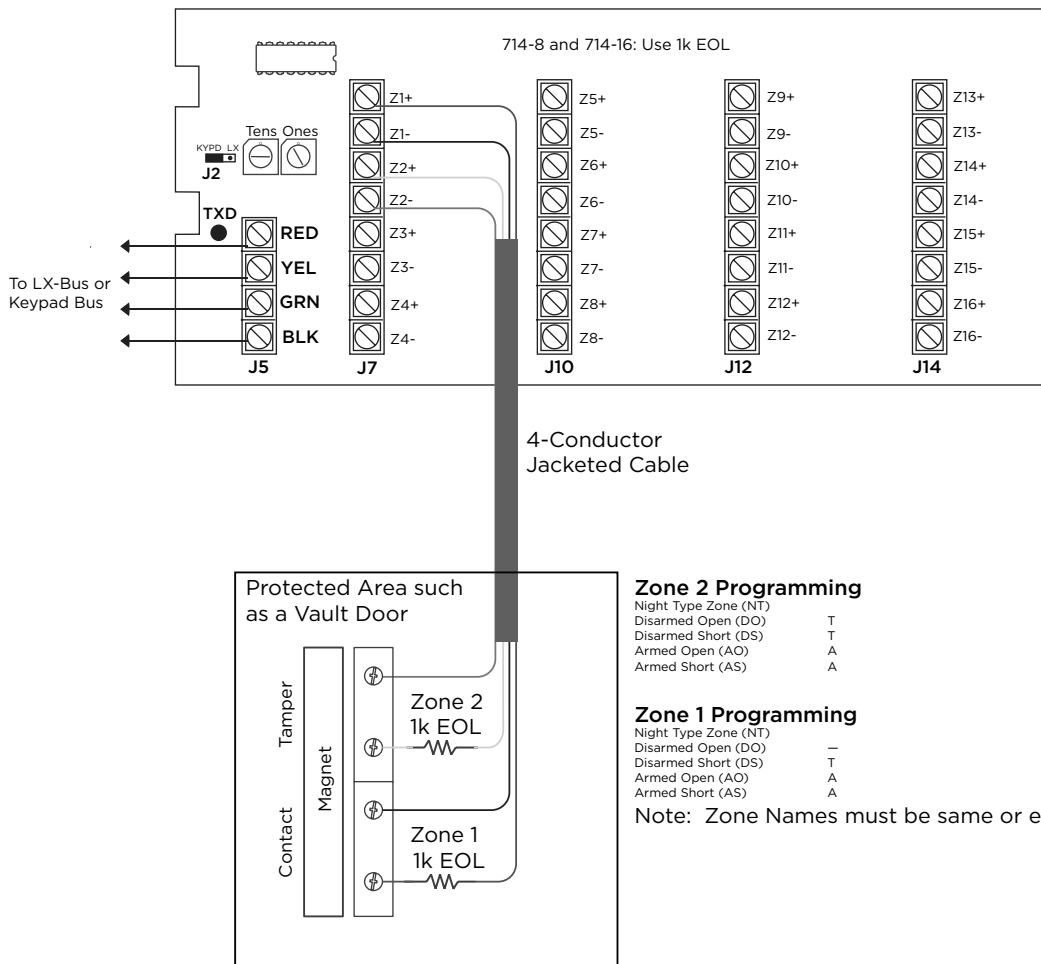 714-8 and 714-16: Use 1k EOL
Tens Ones
KYPD LX
J2
TXD
RED
YEL
GRN
BLK
J5
To LX-Bus or
Keypad Bus
Z1+
Z1-
Z2+
Z2-
Z3+
Z3-
Z4+
Z4-
J7
Z5+
Z5-
Z6+
Z6-
Z7+
Z7-
Z8+
Z8-
J10
Z9+
Z9-
Z10+
Z10-
Z11+
Z11-
Z12+
Z12-
J12
Z13+
Z13-
Z14+
Z14-
Z15+
Z15-
Z16+
Z16-
J14
4-Conductor
Jacketed Cable
Protected Area such
as a Vault Door
Tamper
Magnet
Contact
Zone 2
1k EOL
Zone 1
1k EOL
Zone 2 Programming
Night Type Zone (NT)
Disarmed Open (DO) T
Disarmed Short (DS) T
Armed Open (AO) A
Armed Short (AS) A
Zone 1 Programming
Night Type Zone (NT)
Disarmed Open (DO) —
Disarmed Short (DS) T
Armed Open (AO) A
Armed Short (AS) A
Note: Zone Names must be same or e